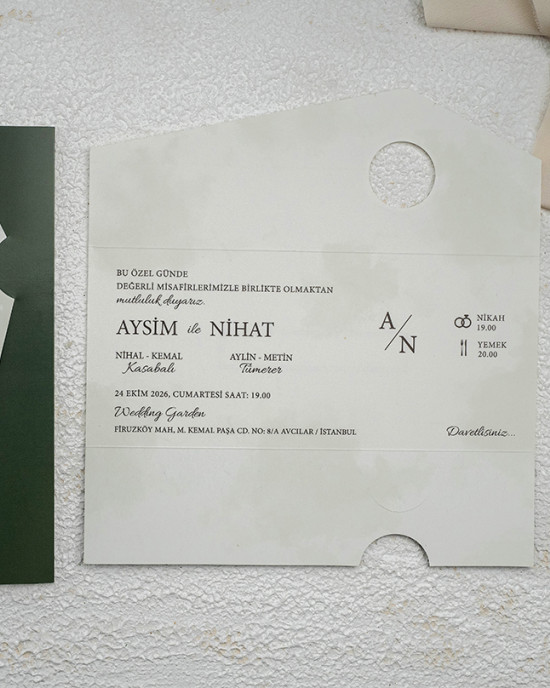 BU ÖZEL GÜNDE
DEĞERLİ MİSAFİRLERİMİZLE BİRLİKTE OLMAKTAN
mutluluk duyarız.
AYSİM ile NİHAT
NİHAL - KEMAL
Kasabalı
AYLİN - METİN
Tümerer
24 EKİM 2026, CUMARTESİ SAAT: 19.00
Wedding Garden
FİRUZKÖY MAH, M. KEMAL PAŞA CD. NO: 8/A AVCILAR / İSTANBUL
A/N
NİKAH
19.00
YEMEK
20.00
Davetlisiniz...